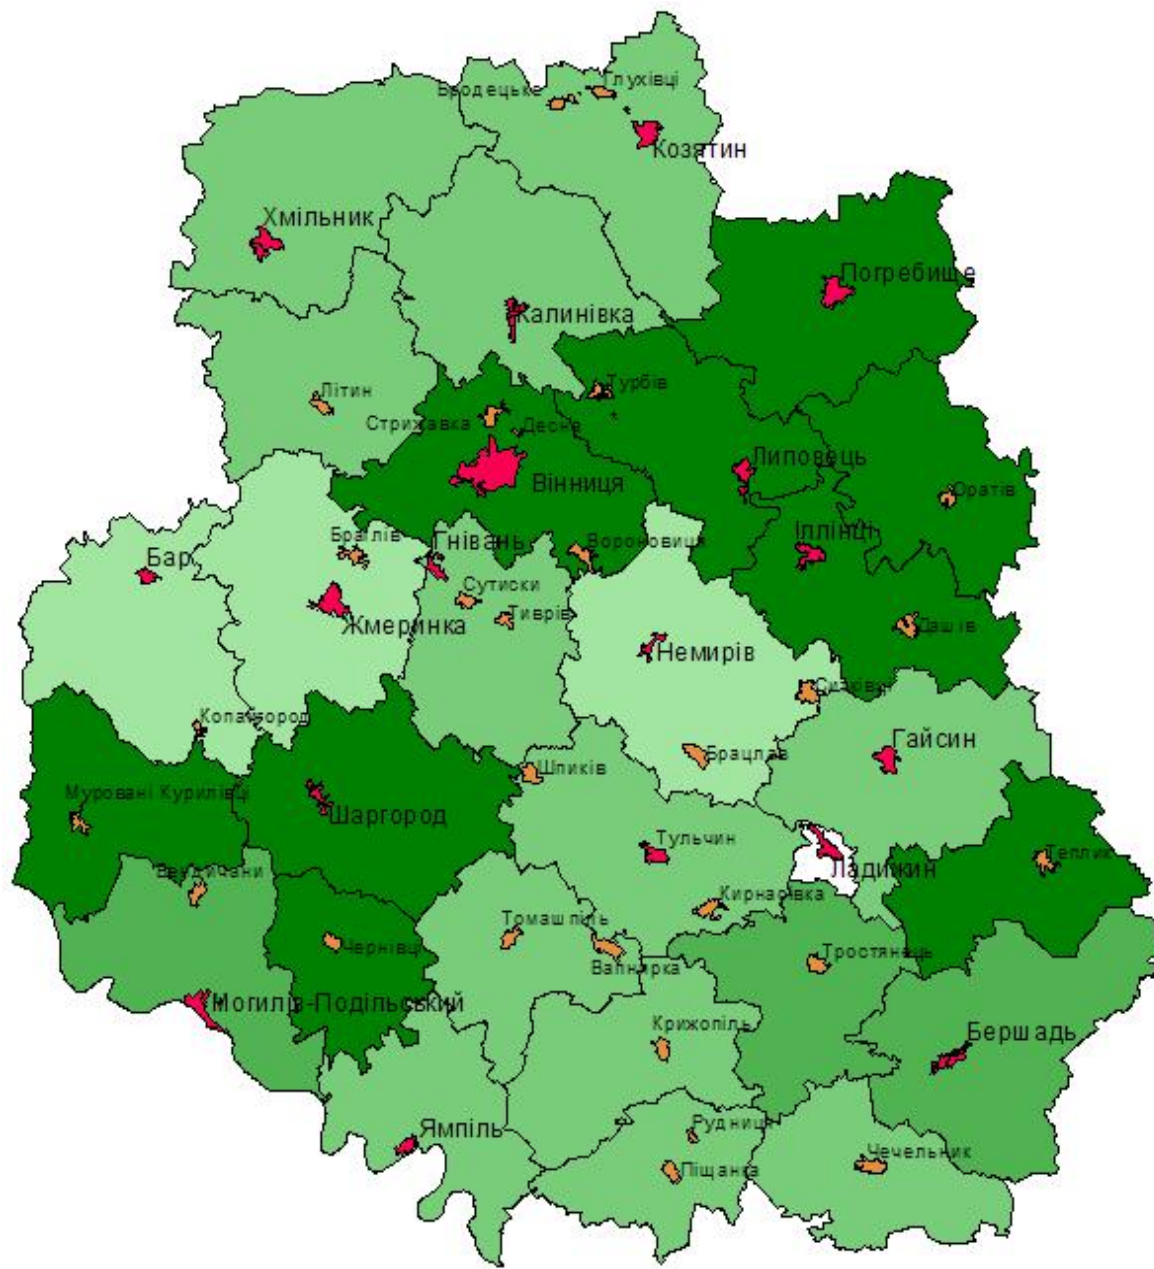 Бродецьке
Глухівці
Козятин
Хмільник
Погребище
Калинівка
Літин
Турбів
Стрижавка
Десна
Липовець
Вінниця
Оратів
Іллінці
Браїлів
Гнівань
Вороновиця
Бар
Сутиски
Тиврів
Дашів
Жмеринка
Немирів
Ситківці
Копайгород
Гайсин
Брацлав
Шпиків
Муровані Курилівці
Шаргород
Тульчин
Теплик
Ладижин
Вендичани
Кирнасівка
Томашпіль
Чернівці
Тростянець
Вапнярка
Могилів-Подільський
Крижопіль
Бершадь
Ямпіль
Рудниця
Чечельник
Піщанка